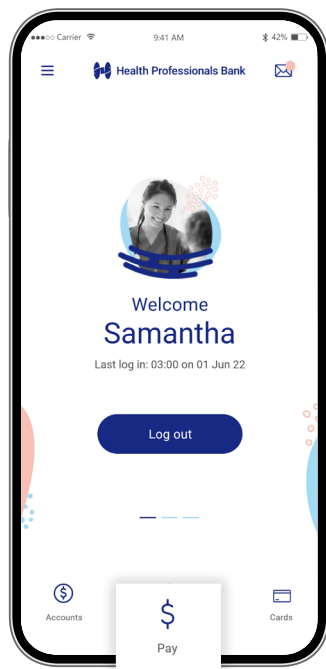 Carrier 9:41 AM 42%
Health Professionals Bank
Welcome
Samantha
Last log in: 03:00 on 01 Jun 22
Log out
Accounts
Pay
Cards